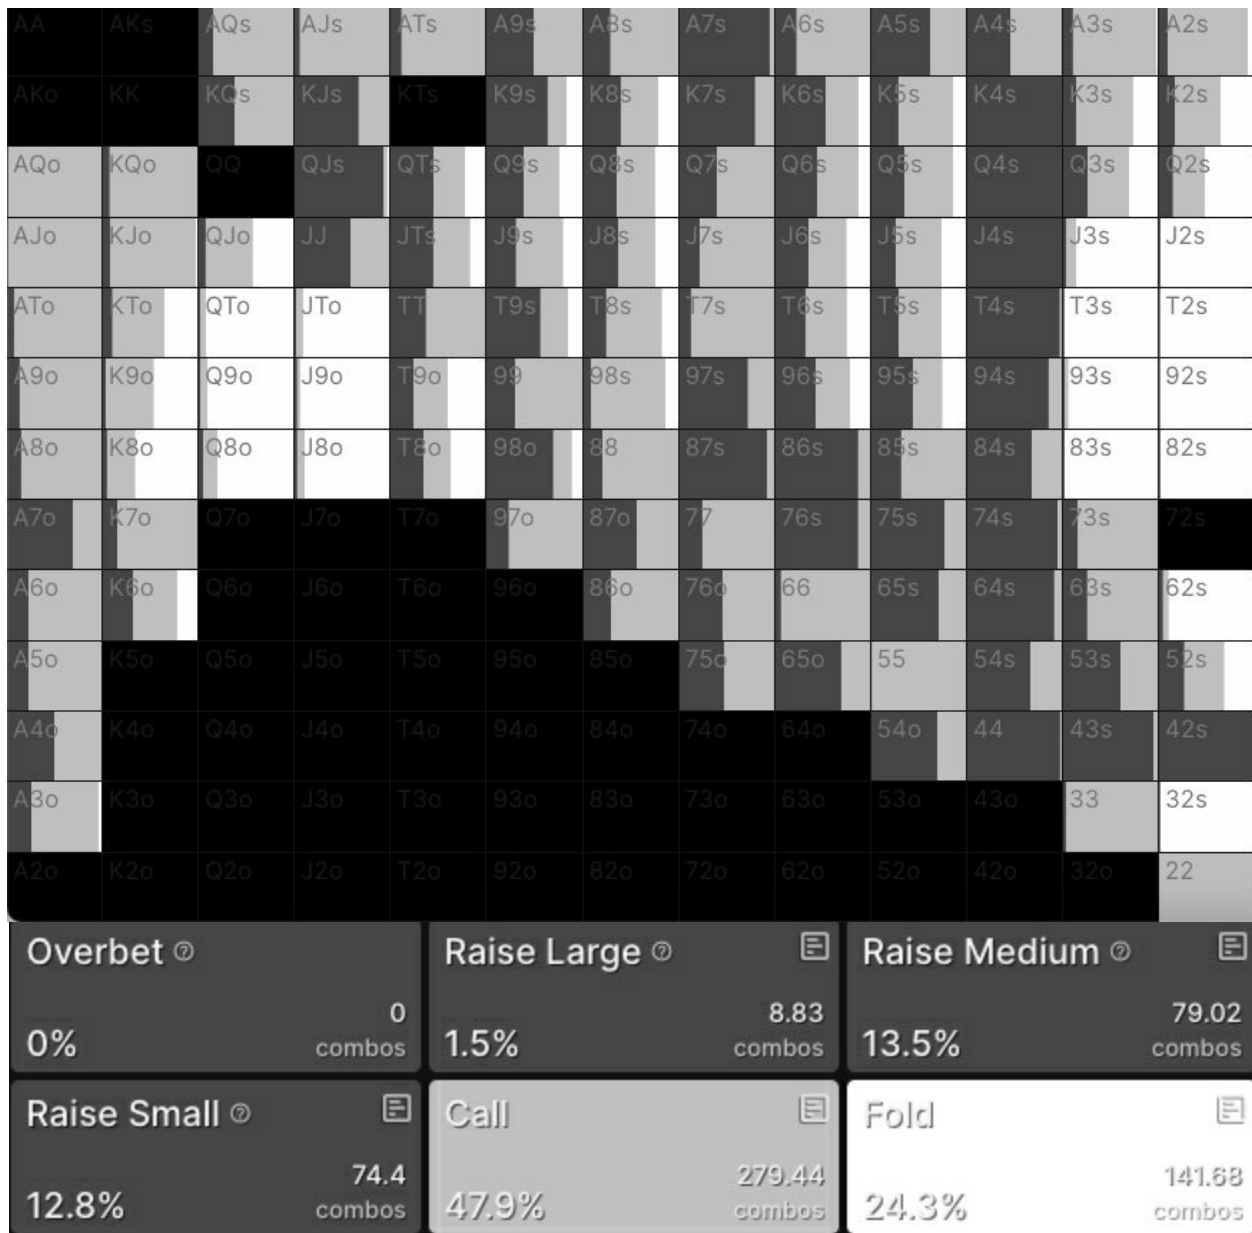 AA AKs AQs AJs ATs A9s A8s A7s A6s A5s A4s A3s A2s
AKo KK KQs KJs KTs K9s K8s K7s K6s K5s K4s K3s K2s
AQo KQo QQ QJs QTs Q9s Q8s Q7s Q6s Q5s Q4s Q3s Q2s
AJo KJo QJo JJ JTs J9s J8s J7s J6s J5s J4s J3s J2s
ATo KTo QTo JTo TT T9s T8s T7s T6s T5s T4s T3s T2s
A9o K9o Q9o J9o T9o 99 98s 97s 96s 95s 94s 93s 92s
A8o K8o Q8o J8o T8o 98o 88 87s 86s 85s 84s 83s 82s
A7o K7o Q7o J7o T7o 97o 87o 77 76s 75s 74s 73s 72s
A6o K6o Q6o J6o T6o 96o 86o 76o 66 65s 64s 63s 62s
A5o K5o Q5o J5o T5o 95o 85o 75o 65o 55 54s 53s 52s
A4o K4o Q4o J4o T4o 94o 84o 74o 64o 54o 44 43s 42s
A3o K3o Q3o J3o T3o 93o 83o 73o 63o 53o 43o 33 32s
A2o K2o Q2o J2o T2o 92o 82o 72o 62o 52o 42o 32o 22
Overbet ?
0
0% combos
Raise Large ?
8.83
1.5% combos
Raise Medium ?
79.02
13.5% combos
Raise Small ?
74.4
12.8% combos
Call
279.44
47.9% combos
Fold
141.68
24.3% combos